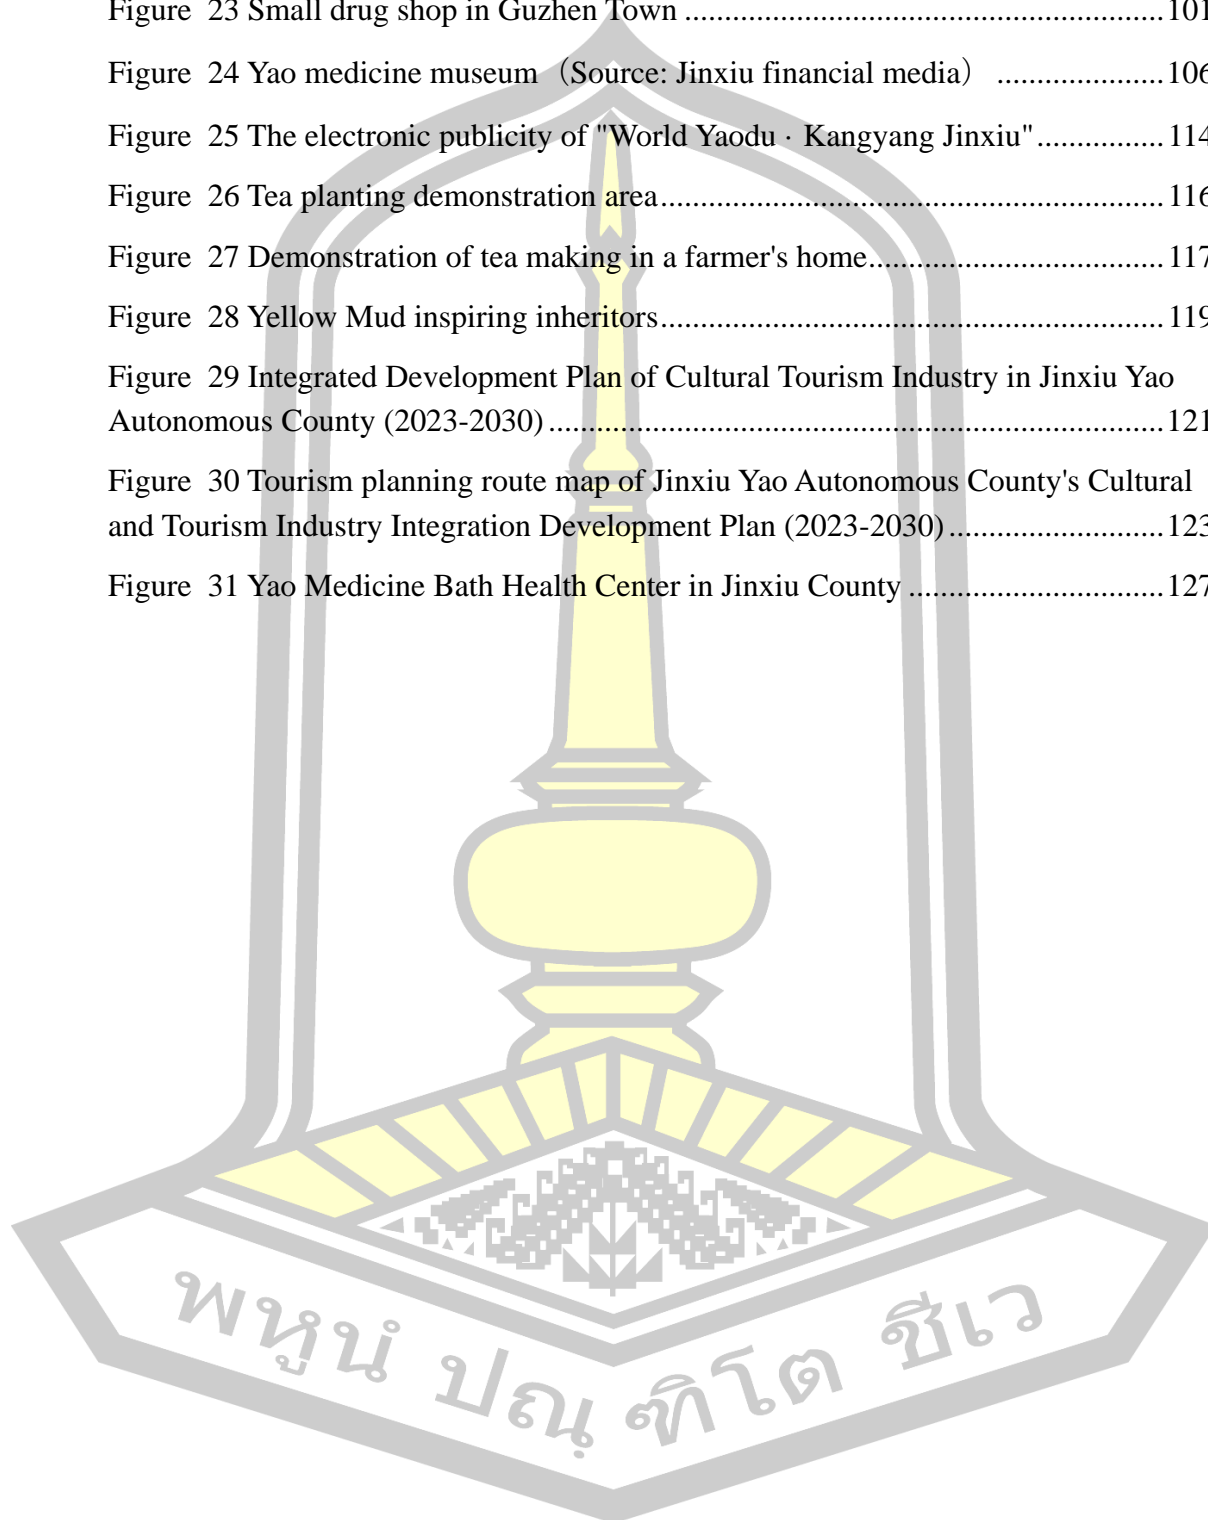 Figure 23 Small drug shop in Guzhen Town ........................................................101
Figure 24 Yao medicine museum（Source: Jinxiu financial media） .....................106
Figure 25 The electronic publicity of "World Yaodu · Kangyang Jinxiu"................114
Figure 26 Tea planting demonstration area..............................................................116
Figure 27 Demonstration of tea making in a farmer's home....................................117
Figure 28 Yellow Mud inspiring inheritors..............................................................119
Figure 29 Integrated Development Plan of Cultural Tourism Industry in Jinxiu Yao
Autonomous County (2023-2030)............................................................................121
Figure 30 Tourism planning route map of Jinxiu Yao Autonomous County's Cultural
and Tourism Industry Integration Development Plan (2023-2030)..........................123
Figure 31 Yao Medicine Bath Health Center in Jinxiu County ...............................127
พหูนํ ปณฺฑิโต ชีเว